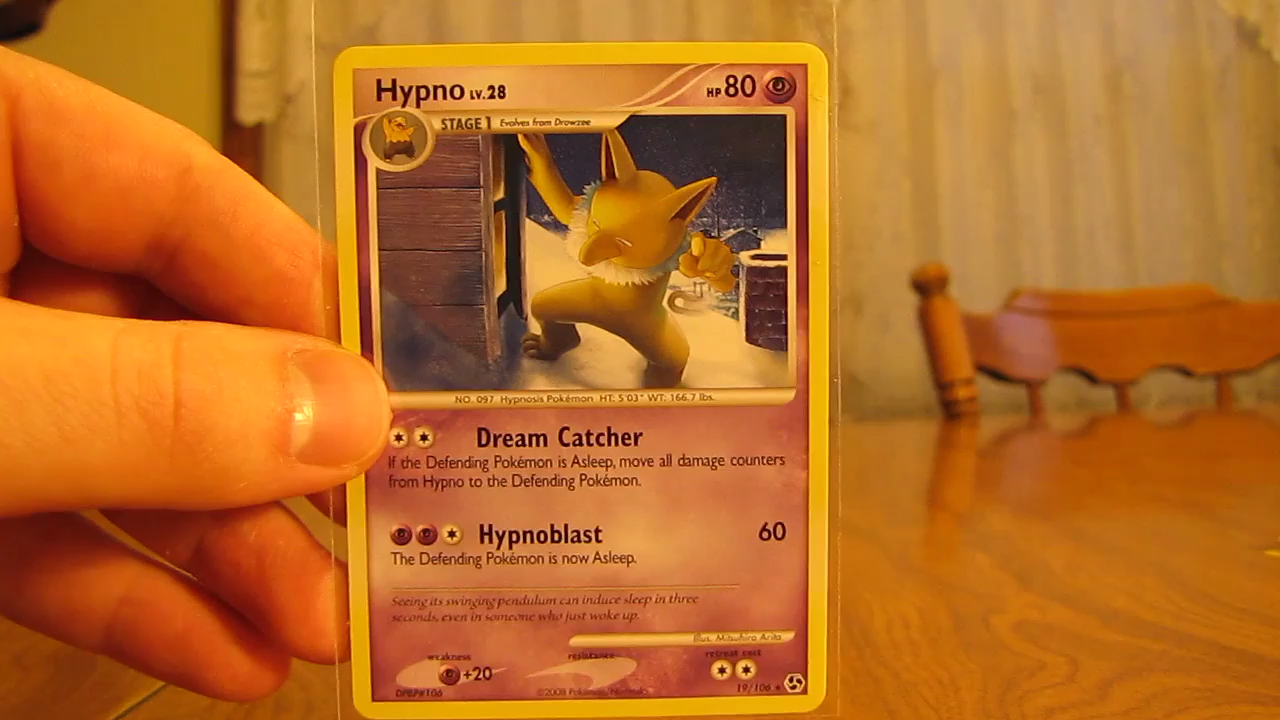 Hypno LV.28 HP 80
STAGE 1 Evolves from Drowzee
NO. 097 Hypnosis Pokémon HT: 5'03" WT: 166.7 lbs.
Dream Catcher
If the Defending Pokémon is Asleep, move all damage counters
from Hypno to the Defending Pokémon.
Hypnoblast 60
The Defending Pokémon is now Asleep.
Seeing its swinging pendulum can induce sleep in three
seconds, even in someone who just woke up.
Illus. Mitsuhiro Arita
weakness resistance retreat cost
+20
DPBP#106 ©2008 Pokémon/Nintendo 19/106 ★